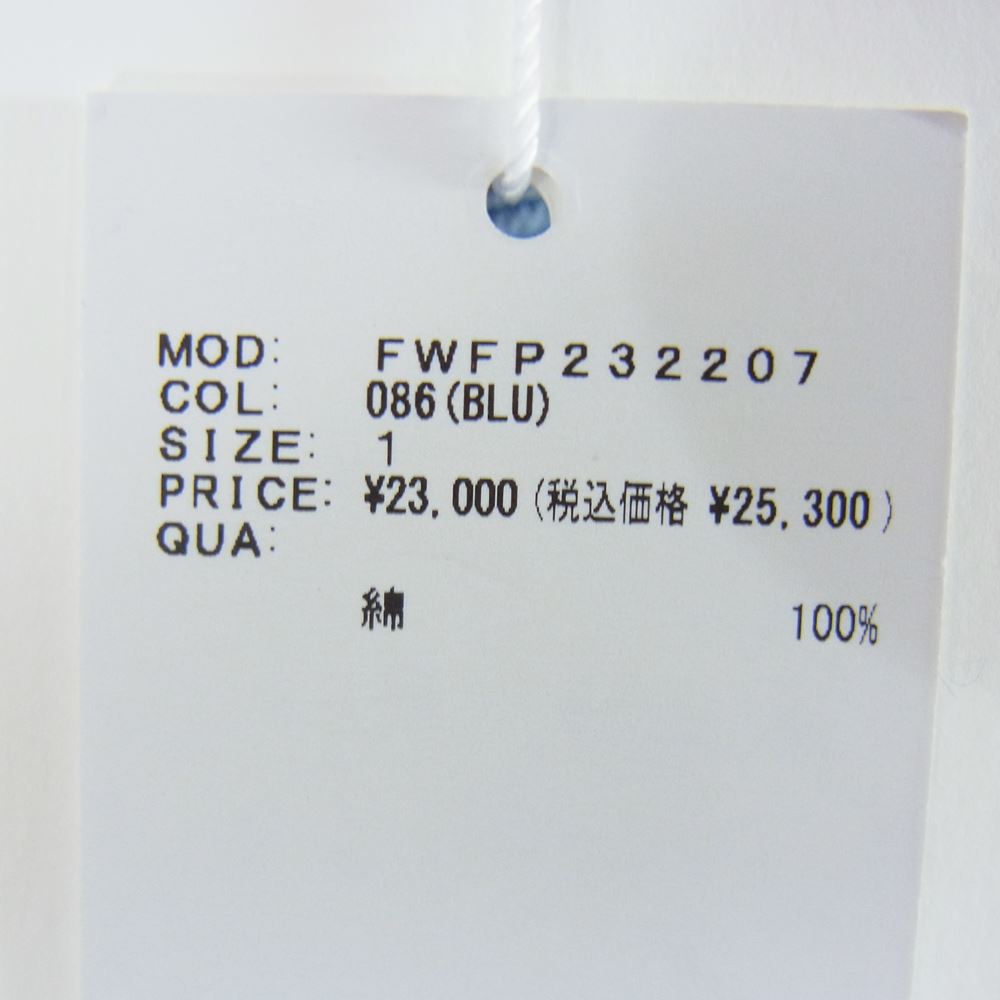 MOD: FWFP232207
COL: 086(BLU)
SIZE: 1
PRICE: ¥23,000(税込価格 ¥25,300)
QUA:
綿 100%